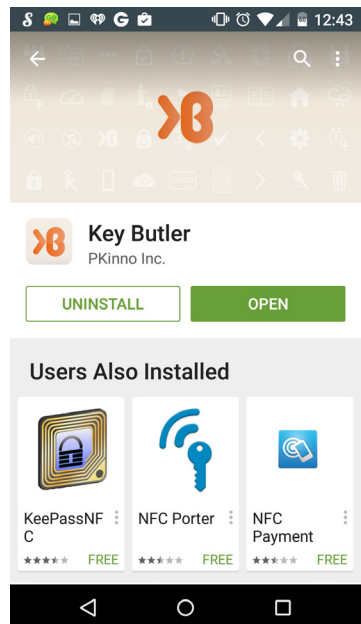 12:43
Key Butler
PKinno Inc.
UNINSTALL
OPEN
Users Also Installed
KeePassNF
C
FREE
NFC Porter
FREE
NFC
Payment
FREE